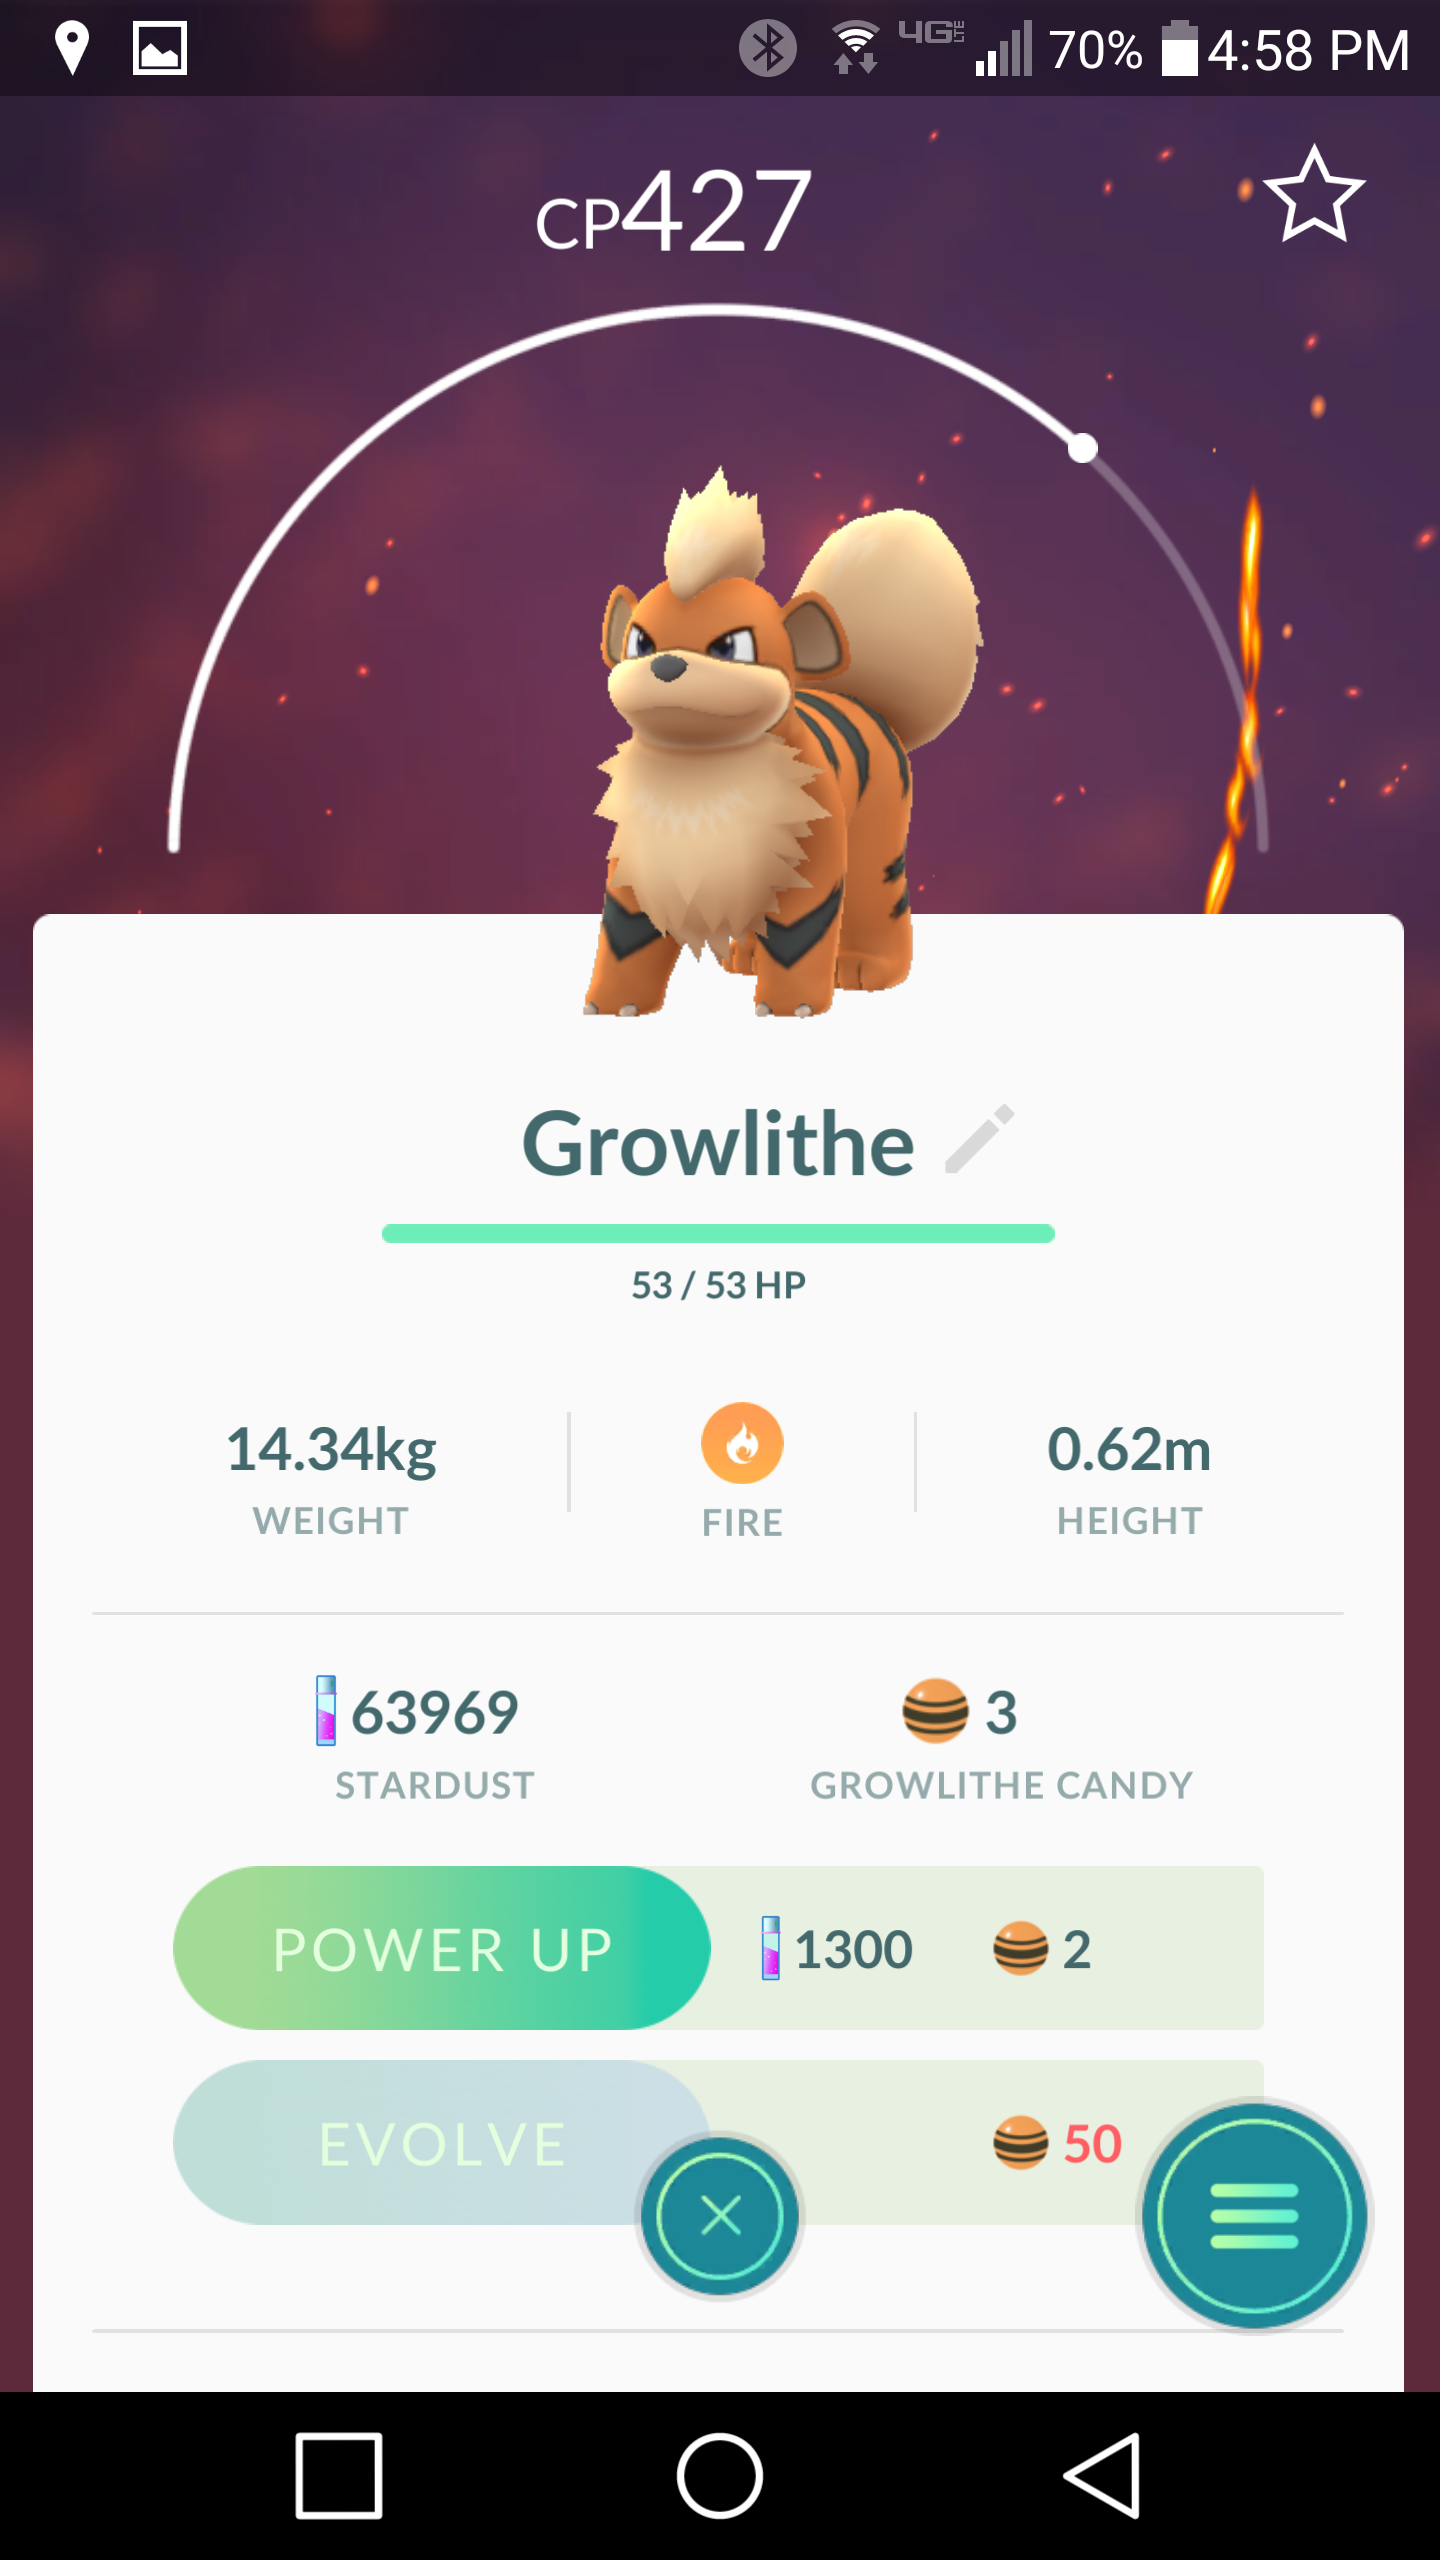 4G LTE 70% 4:58 PM
CP427
Growlithe
53 / 53 HP
14.34kg 0.62m
WEIGHT FIRE HEIGHT
63969 3
STARDUST GROWLITHE CANDY
POWER UP 1300 2
EVOLVE 50